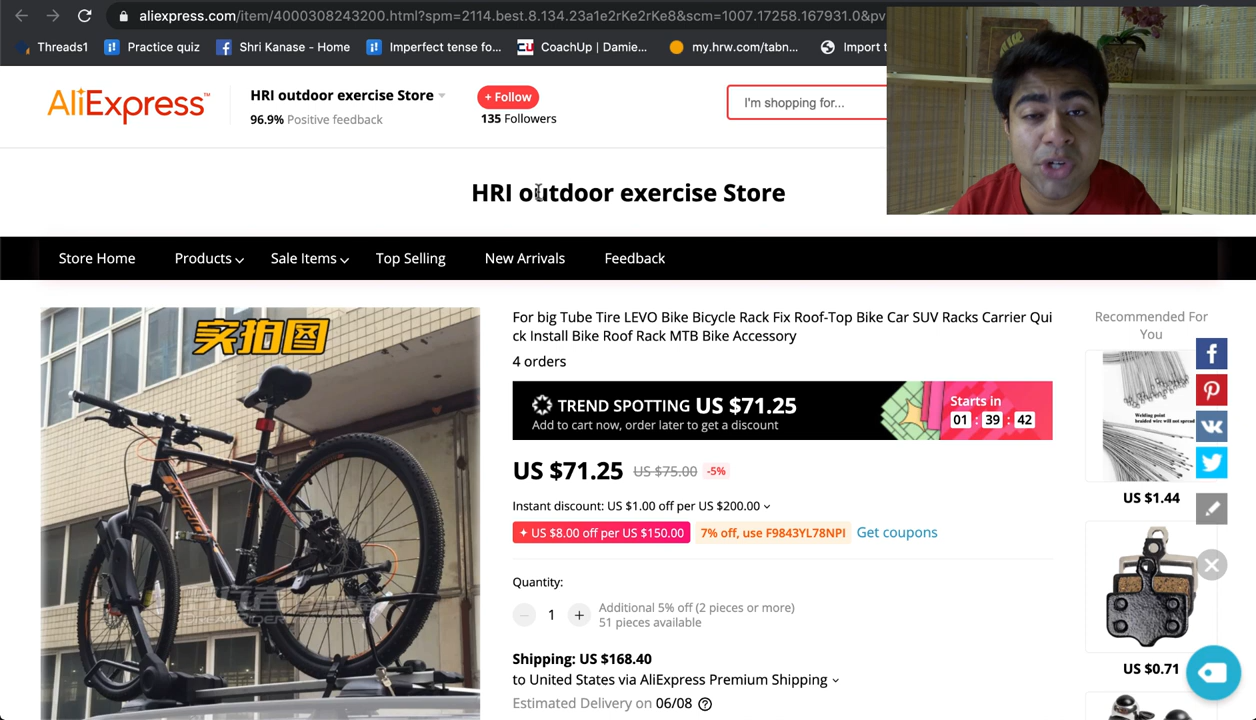 aliexpress.com/item/4000308243200.html?spm=2114.best.8.134.23a1e2rKe2rKe8&scm=1007.17258.167931.0&pv
Threads1 Practice quiz Shri Kanase - Home Imperfect tense fo... CoachUp | Damie... my.hrw.com/tabn... Import t
AliExpress™
HRI outdoor exercise Store
96.9% Positive feedback
+ Follow
135 Followers
I'm shopping for...
HRI outdoor exercise Store
Store Home Products Sale Items Top Selling New Arrivals Feedback
实拍图
For big Tube Tire LEVO Bike Bicycle Rack Fix Roof-Top Bike Car SUV Racks Carrier Qui
ck Install Bike Roof Rack MTB Bike Accessory
4 orders
TREND SPOTTING US $71.25
Add to cart now, order later to get a discount
Starts in
01 : 39 : 42
US $71.25 US $75.00 -5%
Instant discount: US $1.00 off per US $200.00
US $8.00 off per US $150.00 7% off, use F9843YL78NPI Get coupons
Quantity:
1
Additional 5% off (2 pieces or more)
51 pieces available
Shipping: US $168.40
to United States via AliExpress Premium Shipping
Estimated Delivery on 06/08
Recommended For
You
Welding point
braided wire will not spread
US $1.44
US $0.71